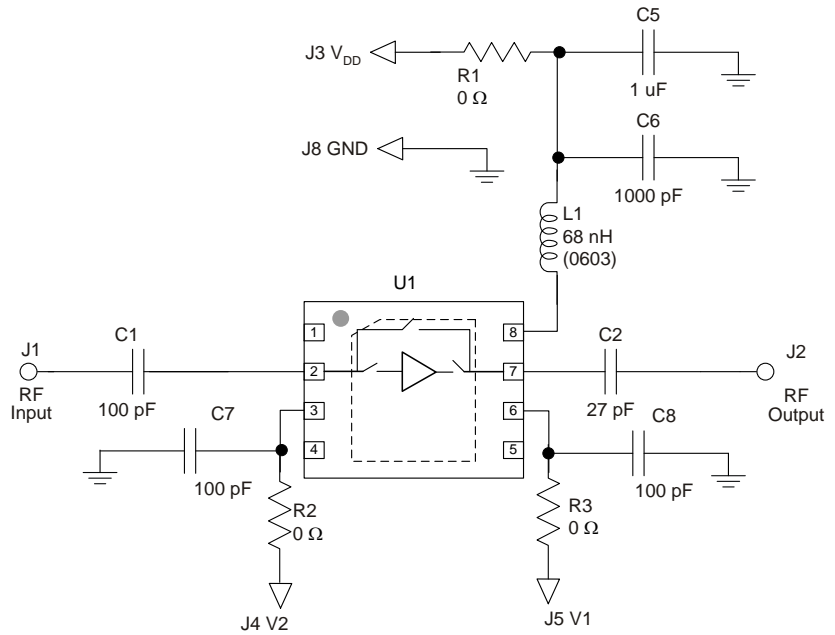 J3 V_DD
R1
0 Ω
C5
1 uF
J8 GND
C6
1000 pF
L1
68 nH
(0603)
U1
1
2
3
4
8
7
6
5
J1
RF
Input
C1
100 pF
C2
27 pF
J2
RF
Output
C7
100 pF
C8
100 pF
R2
0 Ω
R3
0 Ω
J4 V2
J5 V1